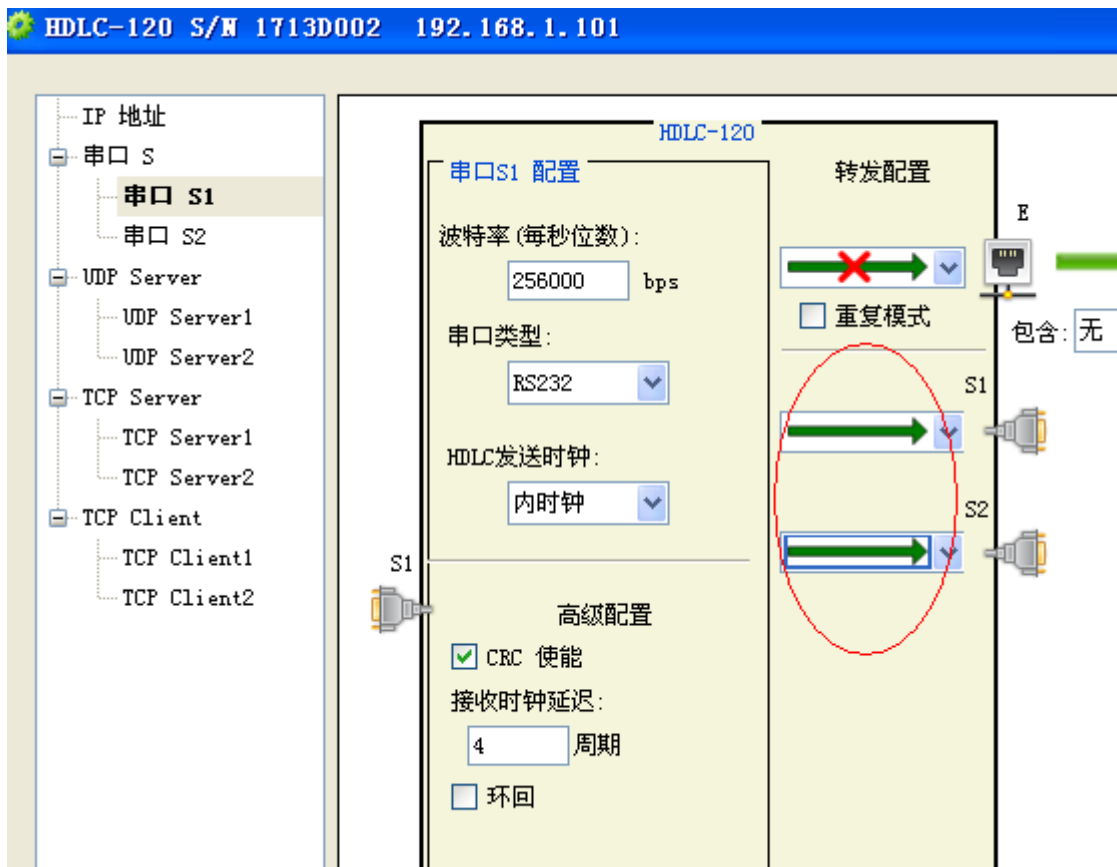 HDLC-120 S/N 1713D002 192.168.1.101
IP 地址
串口 S
串口 S1
串口 S2
UDP Server
UDP Server1
UDP Server2
TCP Server
TCP Server1
TCP Server2
TCP Client
TCP Client1
TCP Client2
HDLC-120
串口S1 配置
波特率(每秒位数):
256000 bps
串口类型:
RS232
HDLC发送时钟:
内时钟
S1
高级配置
CRC 使能
接收时钟延迟:
4 周期
环回
转发配置
重复模式
E
包含: 无
S1
S2